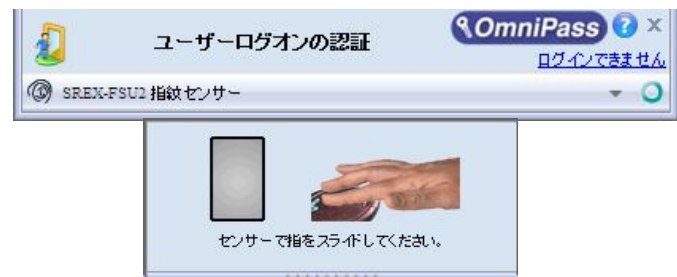 ユーザーログオンの認証
OmniPass
ログインできません
SREX-FSU2 指紋センサー
センサーで指をスライドしてください。